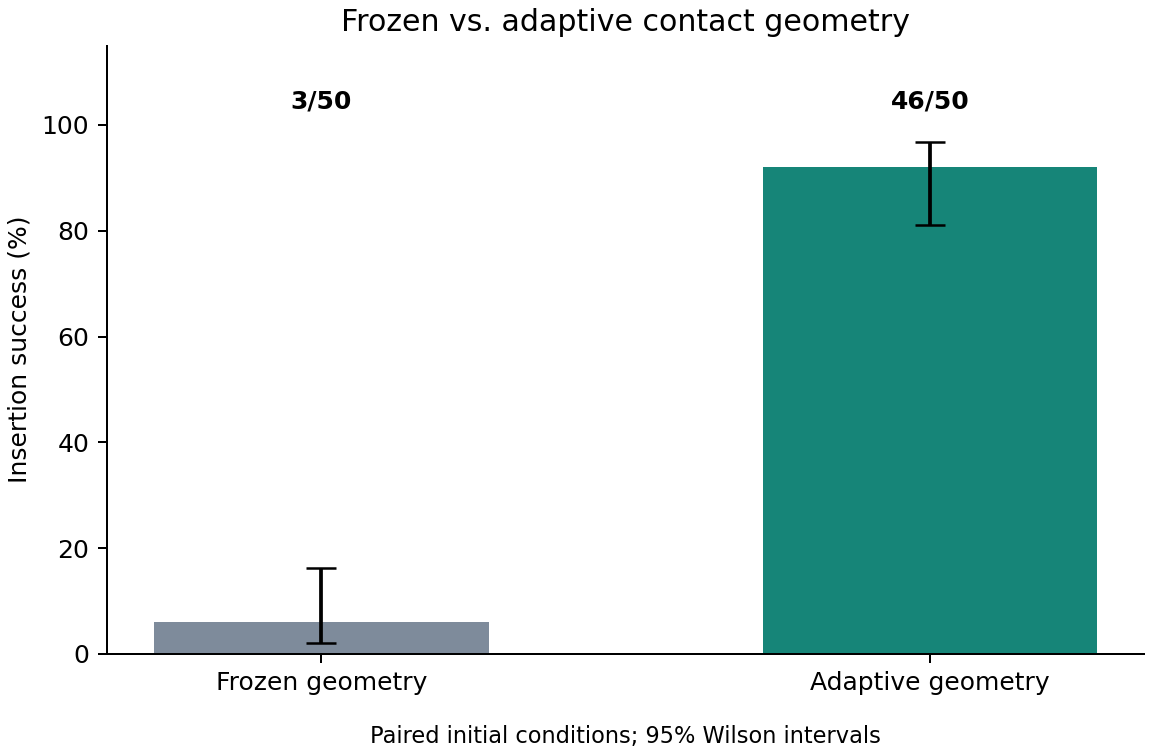 Frozen vs. adaptive contact geometry
3/50
46/50
100
80
60
40
20
0
Insertion success (%)
Frozen geometry
Adaptive geometry
Paired initial conditions; 95% Wilson intervals